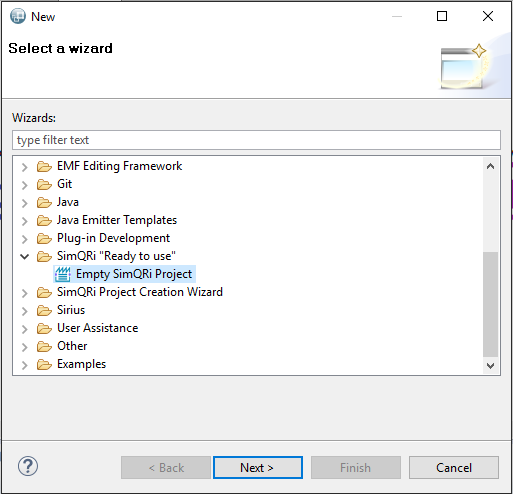 New
Select a wizard
Wizards:
type filter text
EMF Editing Framework
Git
Java
Java Emitter Templates
Plug-in Development
SimQRi "Ready to use"
Empty SimQRi Project
SimQRi Project Creation Wizard
Sirius
User Assistance
Other
Examples
? < Back Next > Finish Cancel